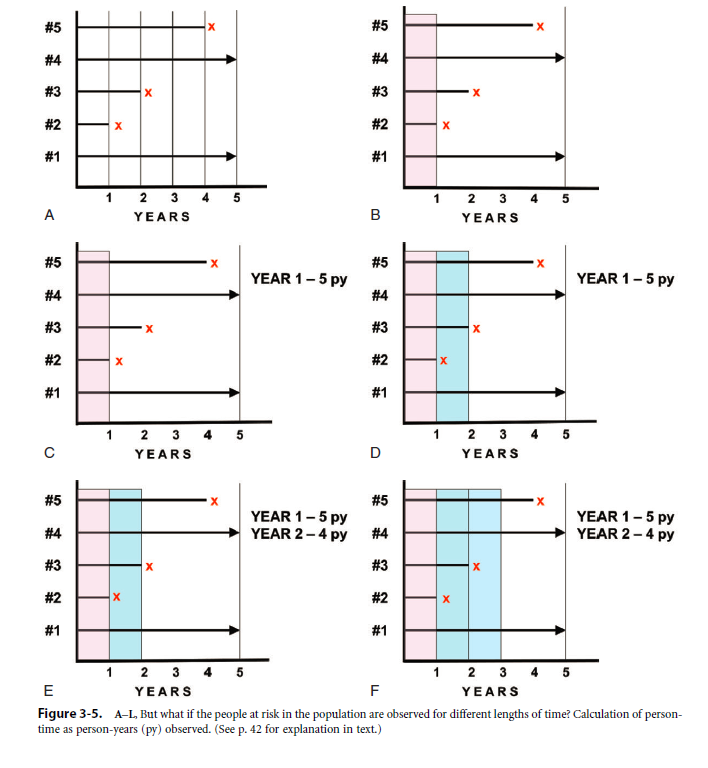 #5 x
#4
#3 x
#2 x
#1
1 2 3 4 5
A YEARS
#5 x
#4
#3 x
#2 x
#1
1 2 3 4 5
B YEARS
#5 x
YEAR 1 – 5 py
#4
#3 x
#2 x
#1
1 2 3 4 5
C YEARS
#5 x
YEAR 1 – 5 py
#4
#3 x
#2 x
#1
1 2 3 4 5
D YEARS
#5 x
YEAR 1 – 5 py
#4 YEAR 2 – 4 py
#3 x
#2 x
#1
1 2 3 4 5
E YEARS
#5 x
YEAR 1 – 5 py
#4 YEAR 2 – 4 py
#3 x
#2 x
#1
1 2 3 4 5
F YEARS
Figure 3-5. A–L, But what if the people at risk in the population are observed for different lengths of time? Calculation of person-
time as person-years (py) observed. (See p. 42 for explanation in text.)